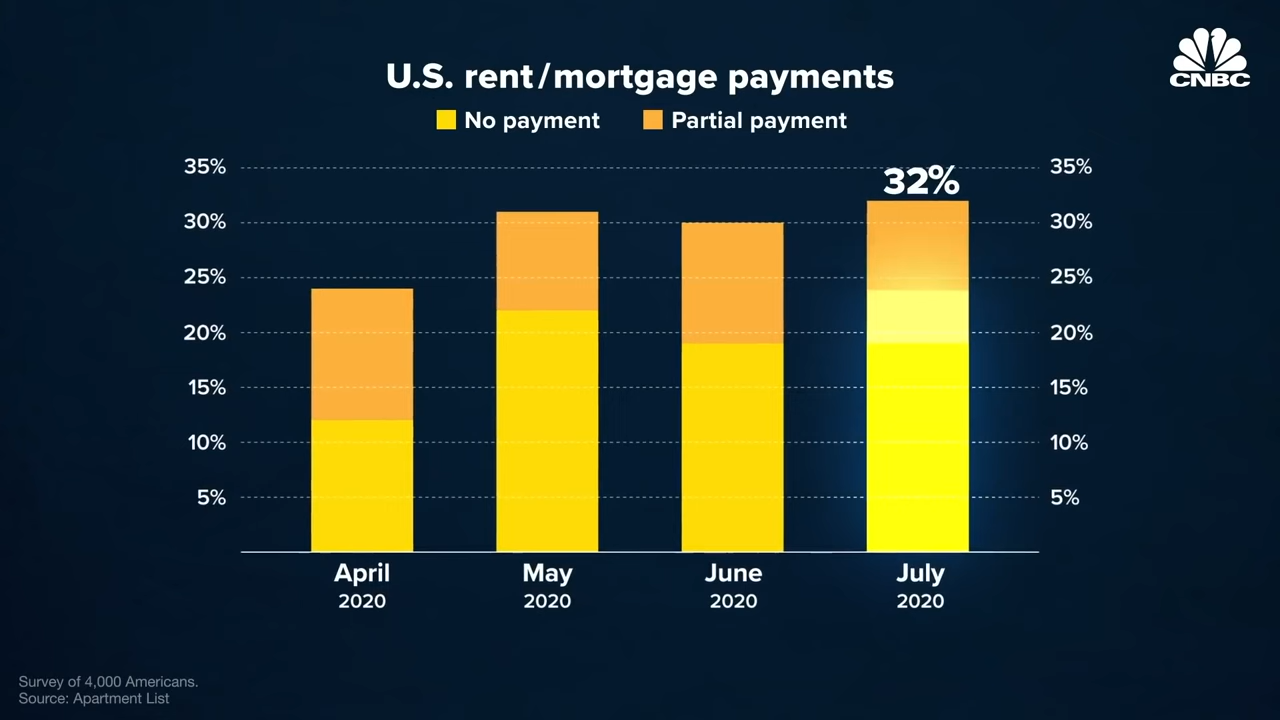 CNBC
U.S. rent/mortgage payments
No payment Partial payment
35% 35%
32%
30% 30%
25% 25%
20% 20%
15% 15%
10% 10%
5% 5%
April May June July
2020 2020 2020 2020
Survey of 4,000 Americans.
Source: Apartment List